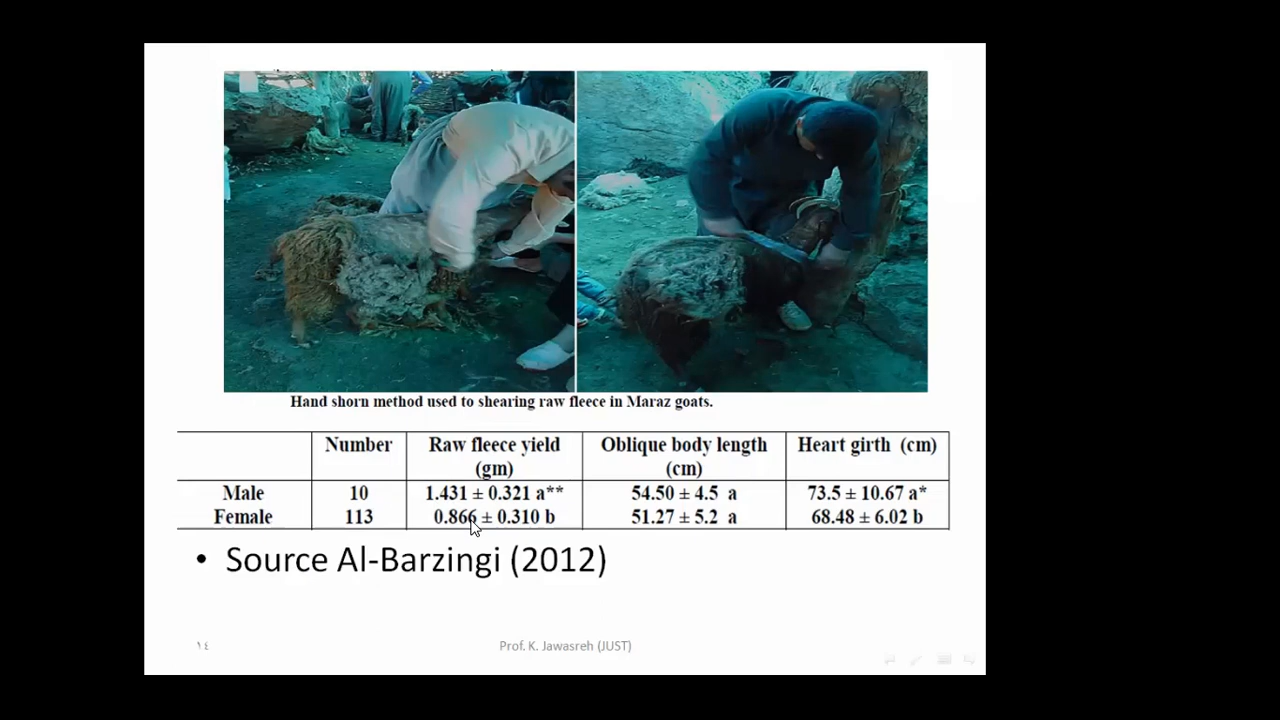 Hand shorn method used to shearing raw fleece in Maraz goats.
Number Raw fleece yield (gm) Oblique body length (cm) Heart girth (cm)
Male 10 1.431 ± 0.321 a** 54.50 ± 4.5 a 73.5 ± 10.67 a*
Female 113 0.866 ± 0.310 b 51.27 ± 5.2 a 68.48 ± 6.02 b
• Source Al-Barzingi (2012)
١٤ Prof. K. Jawasreh (JUST)